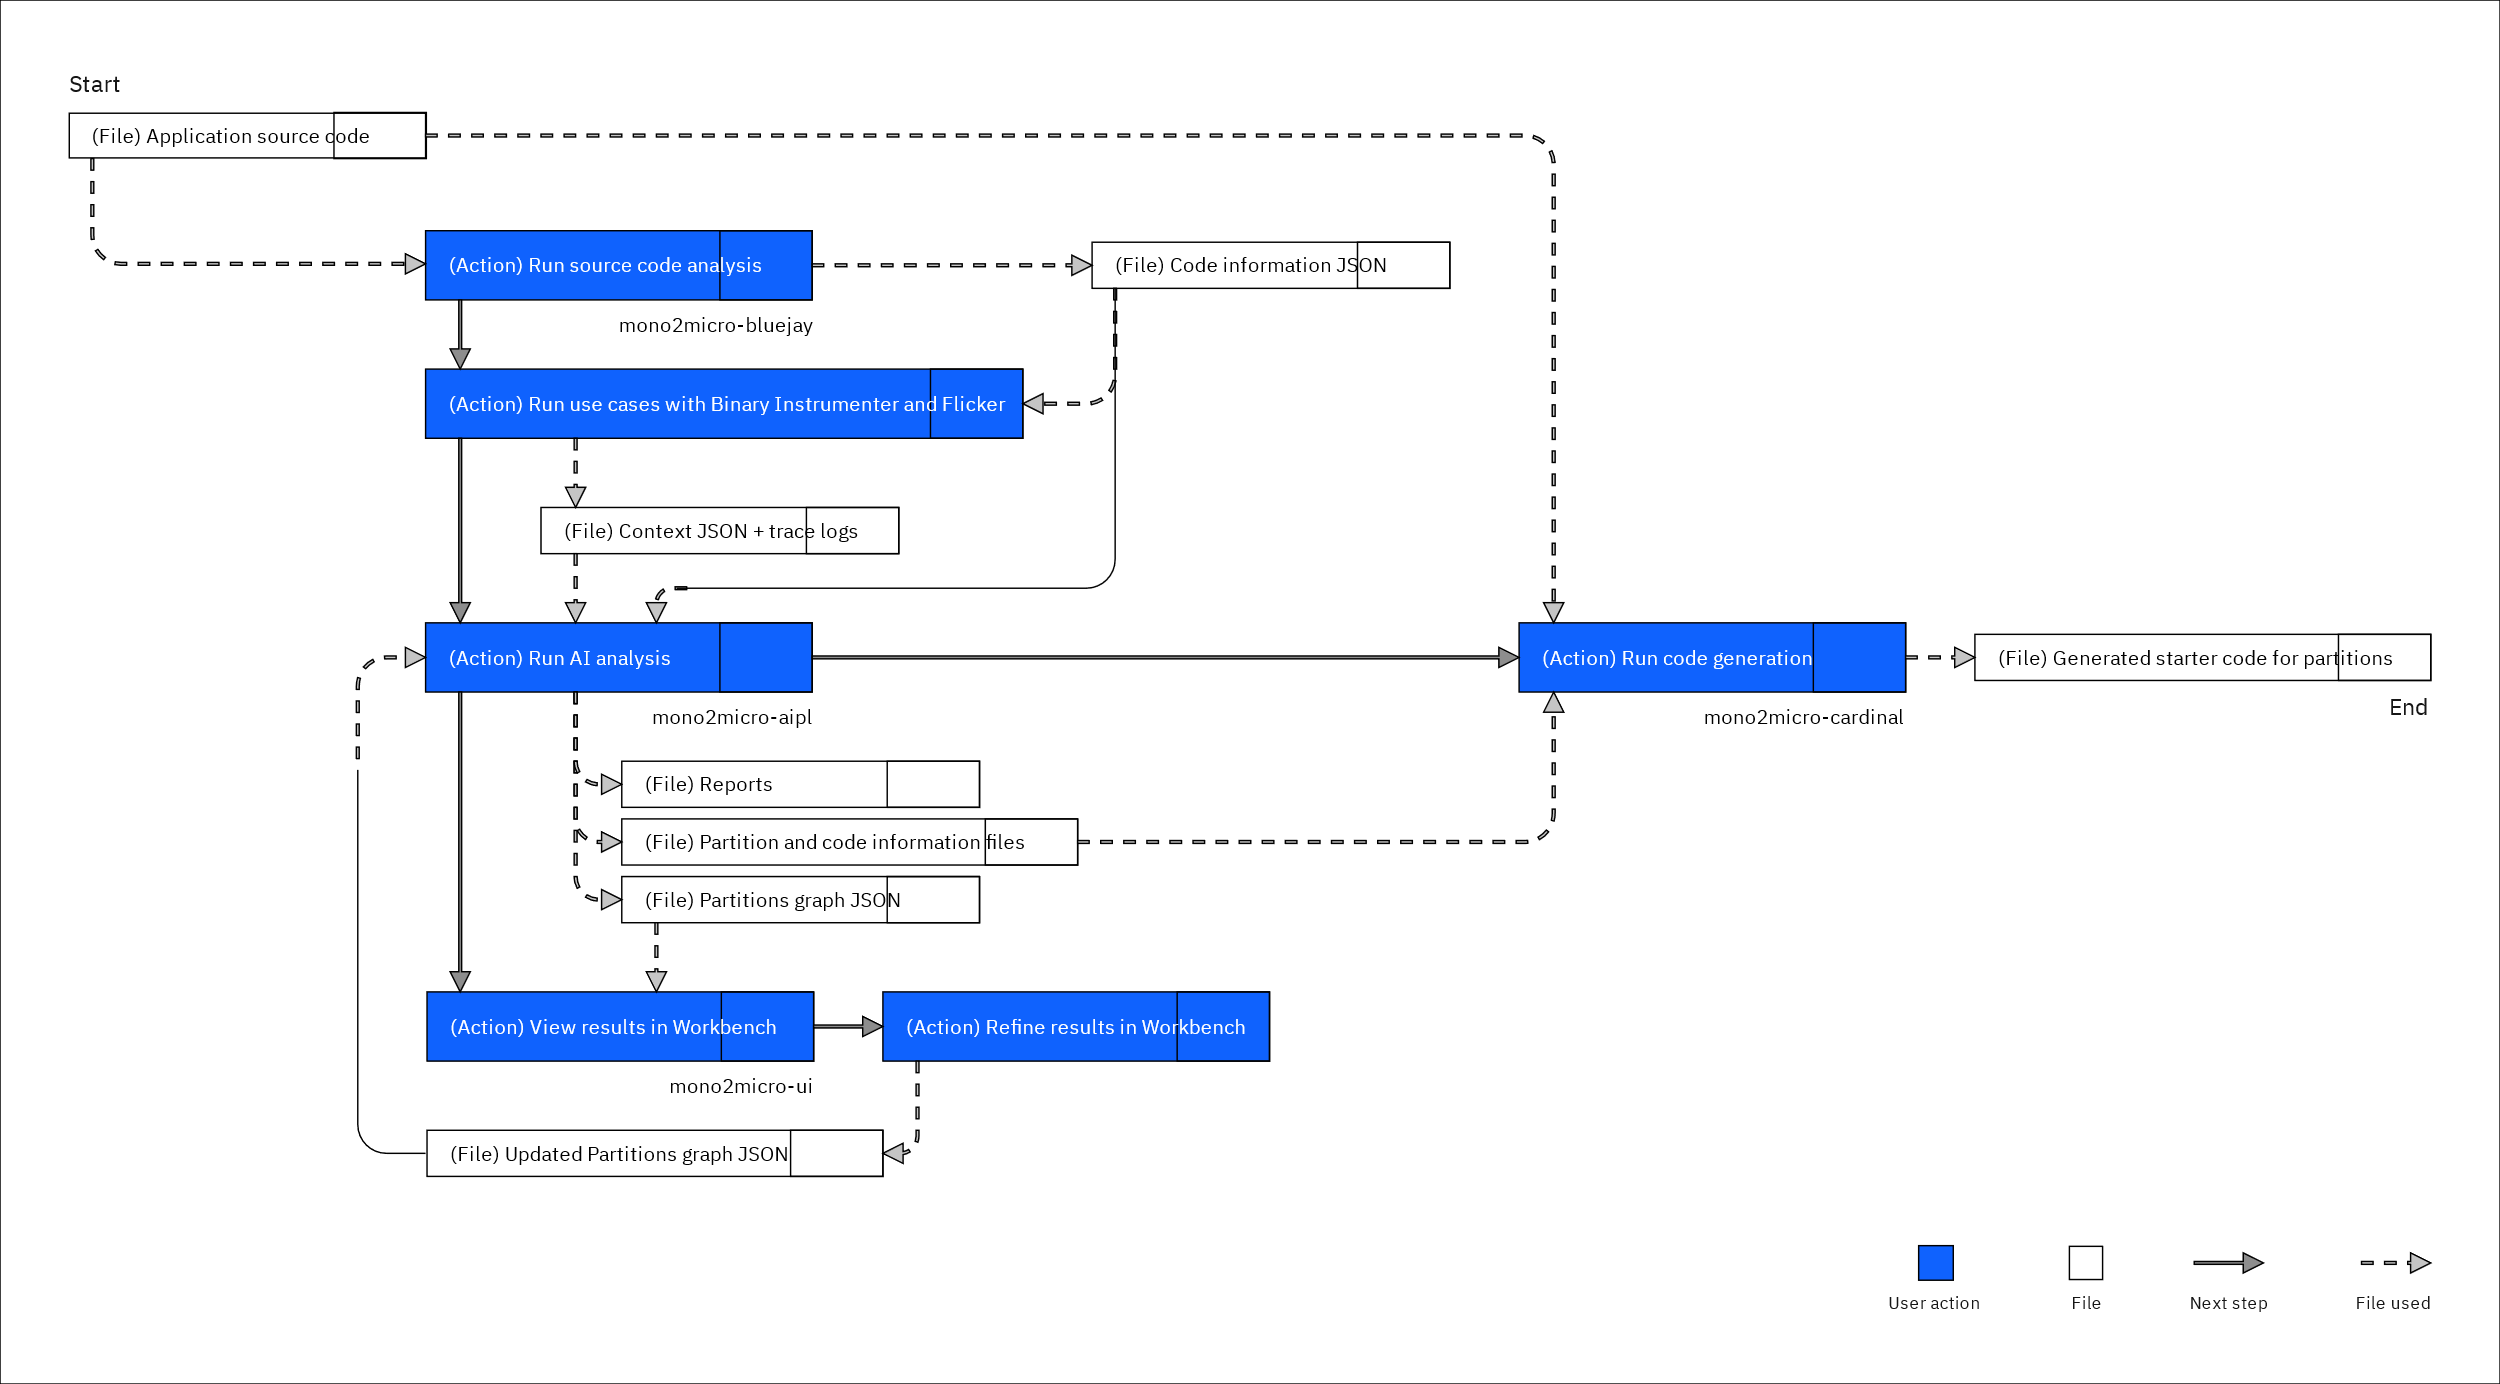 Start
(File) Application source code
(Action) Run source code analysis
(File) Code information JSON
mono2micro-bluejay
(Action) Run use cases with Binary Instrumenter and Flicker
(File) Context JSON + trace logs
(Action) Run AI analysis
(Action) Run code generation
(File) Generated starter code for partitions
End
mono2micro-aipl
mono2micro-cardinal
(File) Reports
(File) Partition and code information files
(File) Partitions graph JSON
(Action) View results in Workbench
(Action) Refine results in Workbench
mono2micro-ui
(File) Updated Partitions graph JSON
User action
File
Next step
File used